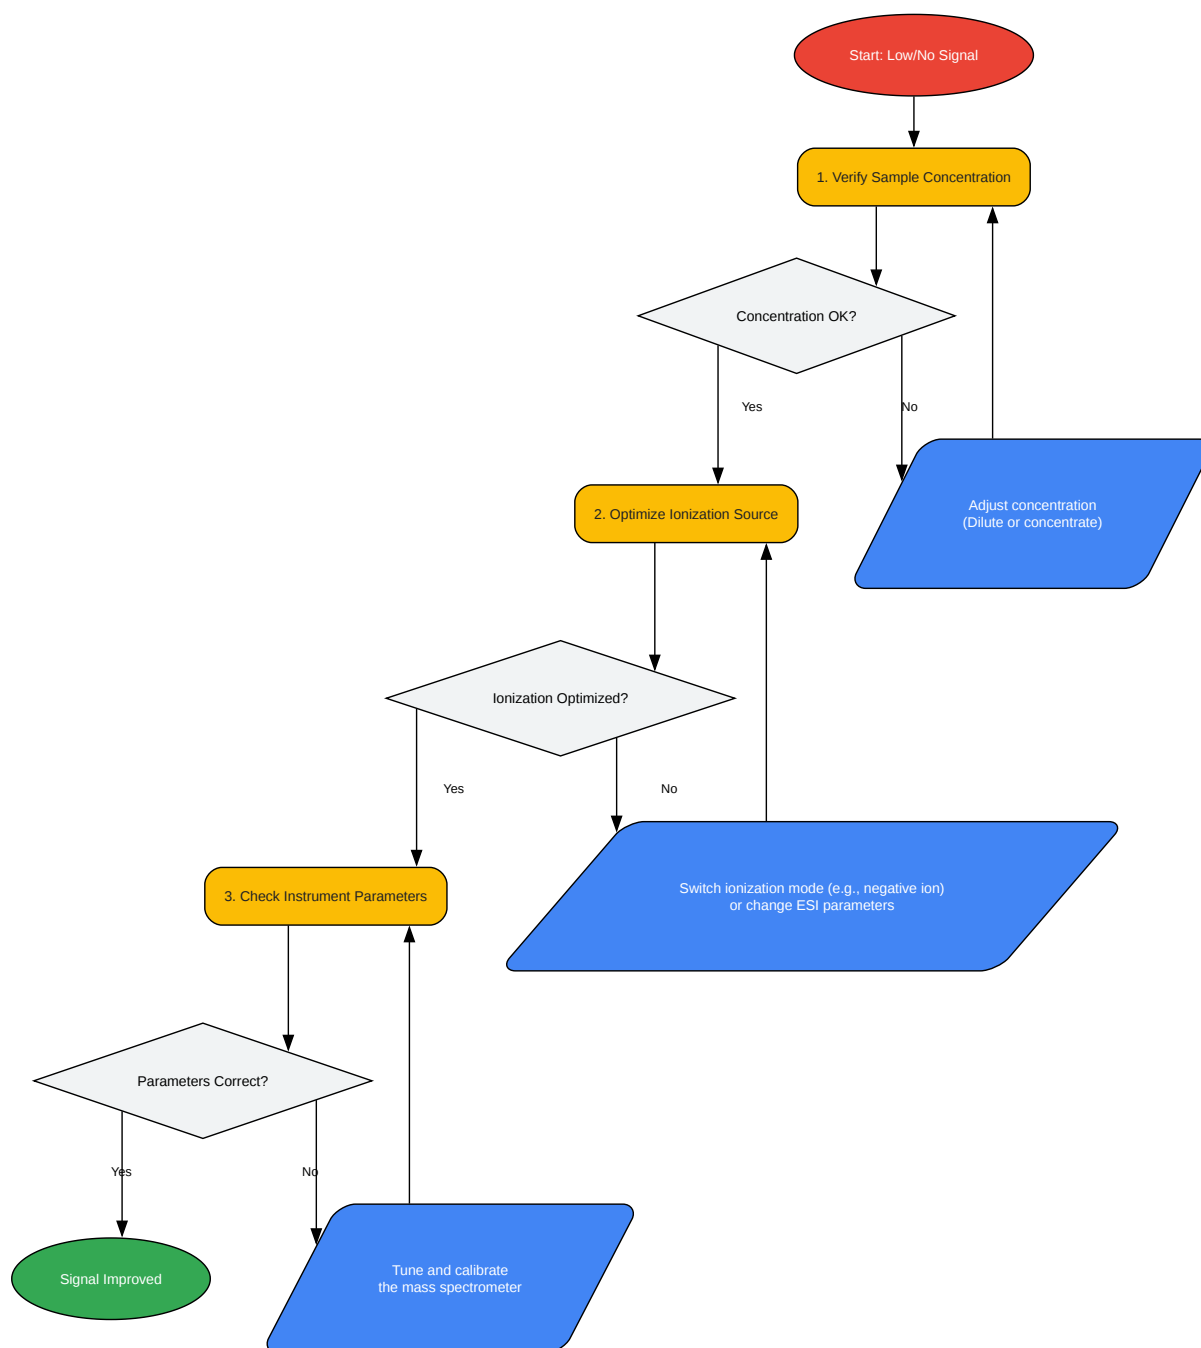 Start: Low/No Signal
1. Verify Sample Concentration
Concentration OK?
Yes
No
Adjust concentration
(Dilute or concentrate)
2. Optimize Ionization Source
Ionization Optimized?
Yes
No
Switch ionization mode (e.g., negative ion)
or change ESI parameters
3. Check Instrument Parameters
Parameters Correct?
Yes
No
Tune and calibrate
the mass spectrometer
Signal Improved